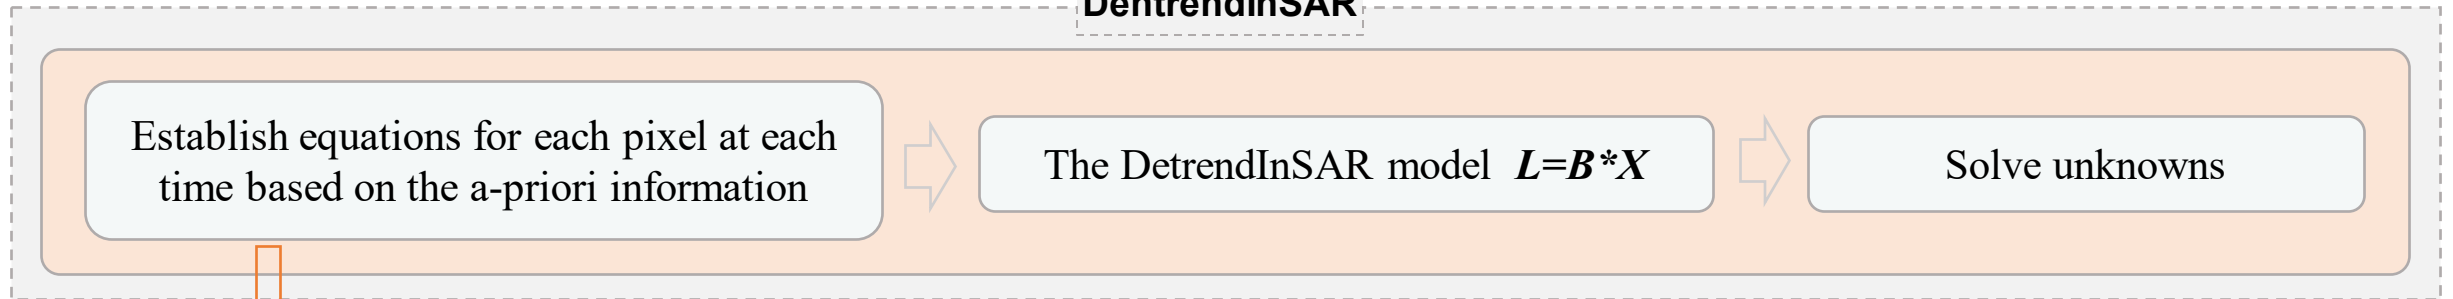 DentrendInSAR
Establish equations for each pixel at each
time based on the a-priori information
The DetrendInSAR model L=B*X
Solve unknowns